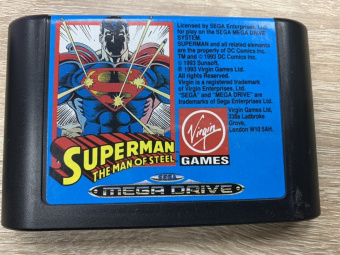 Licensed by SEGA Enterprises, Ltd.
for play on the SEGA MEGA DRIVE
SYSTEM.
SUPERMAN and all related elements
are the property of DC Comics Inc.
TM and © 1993 DC Comics Inc.
© 1993 Sunsoft.
© 1993 Virgin Games Ltd.
All rights Reserved.
Virgin is a registered trademark
of Virgin Enterprises, Ltd.
"SEGA" and "MEGA DRIVE" are
trademarks of Sega Enterprises Ltd.
Virgin Games Ltd,
338a Ladbroke
Grove,
London W10 5AH.
Virgin
GAMES
SUPERMAN
THE MAN OF STEEL
SEGA
MEGA DRIVE